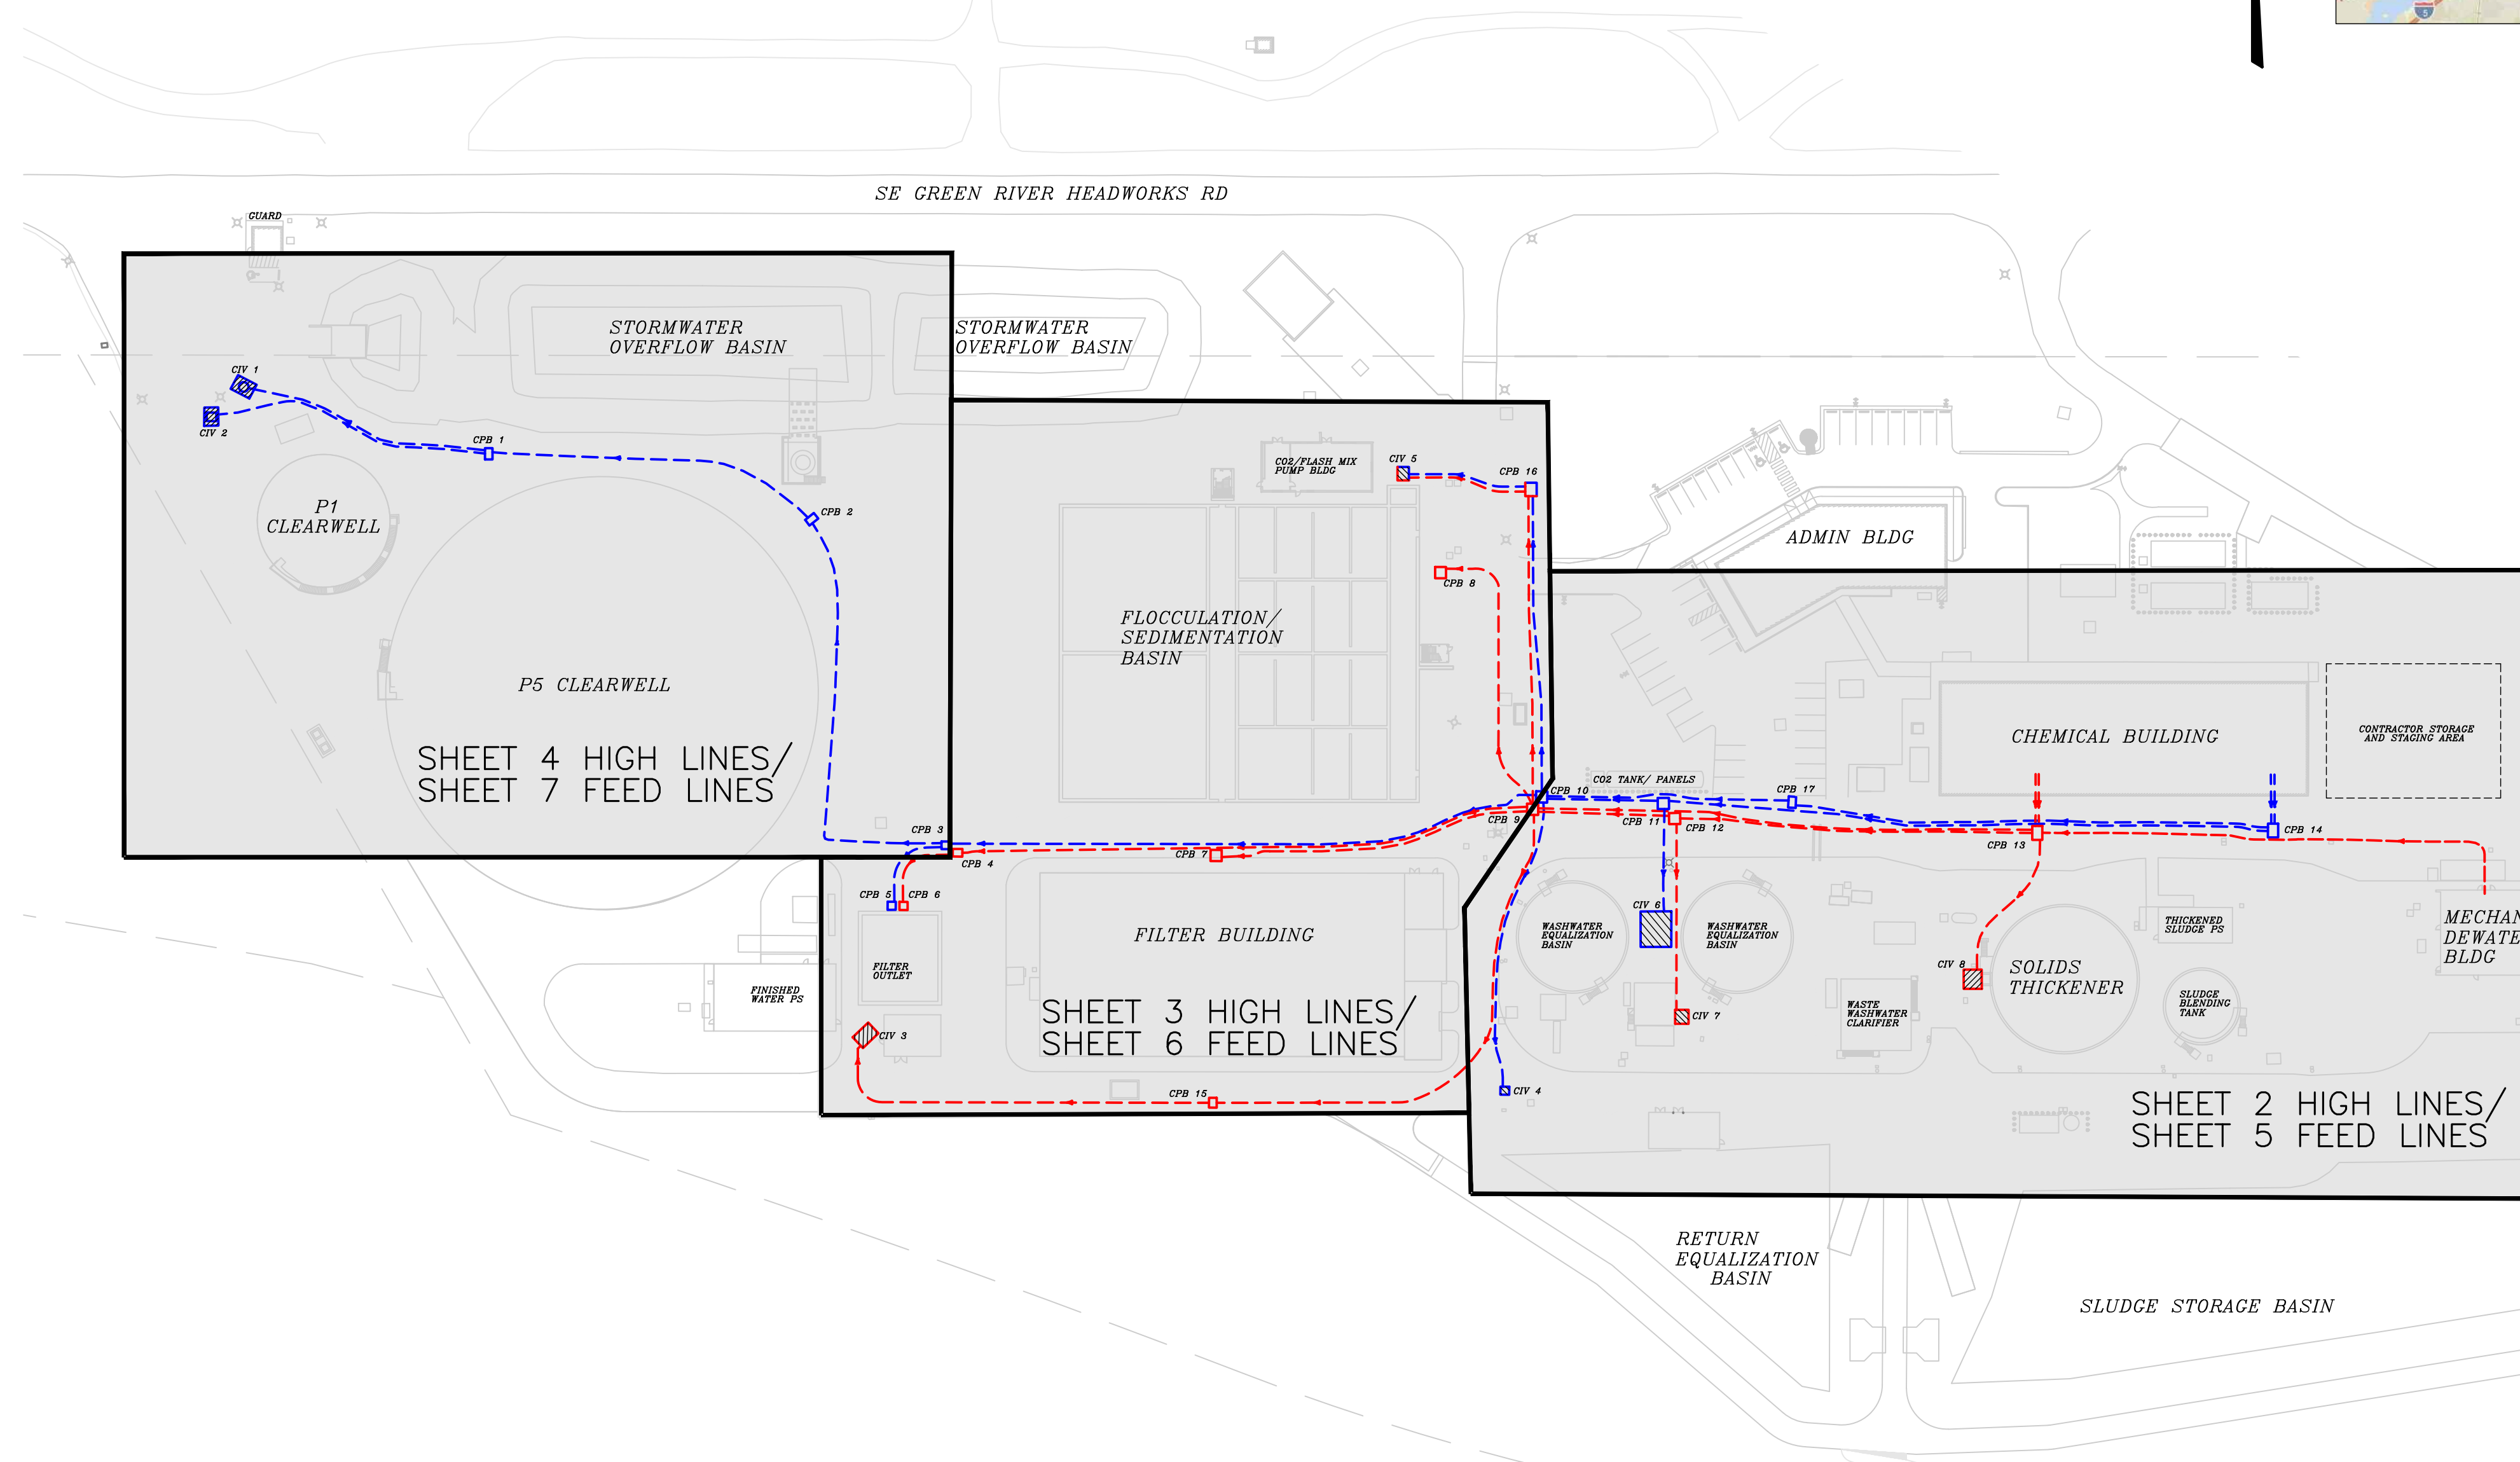 5
SE GREEN RIVER HEADWORKS RD
GUARD
STORMWATER
OVERFLOW BASIN
STORMWATER
OVERFLOW BASIN
CIV 1
CIV 2
CPB 1
CPB 2
P1
CLEARWELL
P5 CLEARWELL
SHEET 4 HIGH LINES/
SHEET 7 FEED LINES
CPB 3
CPB 4
CPB 5
CPB 6
CO2/FLASH MIX
PUMP BLDG
CIV 5
CPB 16
CPB 8
FLOCCULATION/
SEDIMENTATION
BASIN
CPB 7
CPB 9
CPB 10
FILTER BUILDING
FILTER
OUTLET
FINISHED
WATER PS
CIV 3
SHEET 3 HIGH LINES/
SHEET 6 FEED LINES
CPB 15
CIV 4
ADMIN BLDG
CHEMICAL BUILDING
CONTRACTOR STORAGE
AND STAGING AREA
CO2 TANK/ PANELS
CPB 17
CPB 11
CPB 12
CPB 13
CPB 14
WASHWATER
EQUALIZATION
BASIN
CIV 6
WASHWATER
EQUALIZATION
BASIN
CIV 7
CIV 8
SOLIDS
THICKENER
THICKENED
SLUDGE PS
MECHAN
DEWATE
BLDG
WASTE
WASHWATER
CLARIFIER
SLUDGE
BLENDING
TANK
SHEET 2 HIGH LINES/
SHEET 5 FEED LINES
RETURN
EQUALIZATION
BASIN
SLUDGE STORAGE BASIN